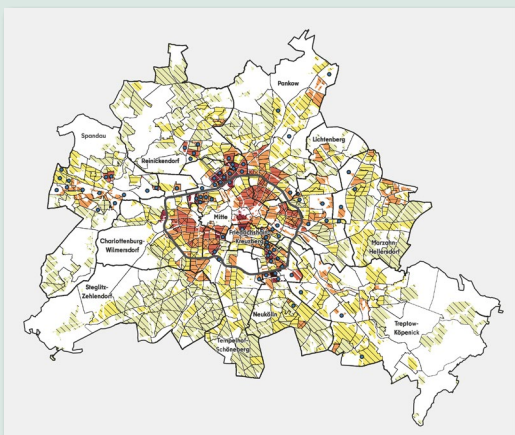 Pankow
Spandau
Lichtenberg
Reinickendorf
Mitte
Friedrichshain-
Kreuzberg
Charlottenburg-
Wilmersdorf
Marzahn-
Hellersdorf
Steglitz-
Zehlendorf
Neukölln
Treptow-
Köpenick
Tempelhof-
Schöneberg